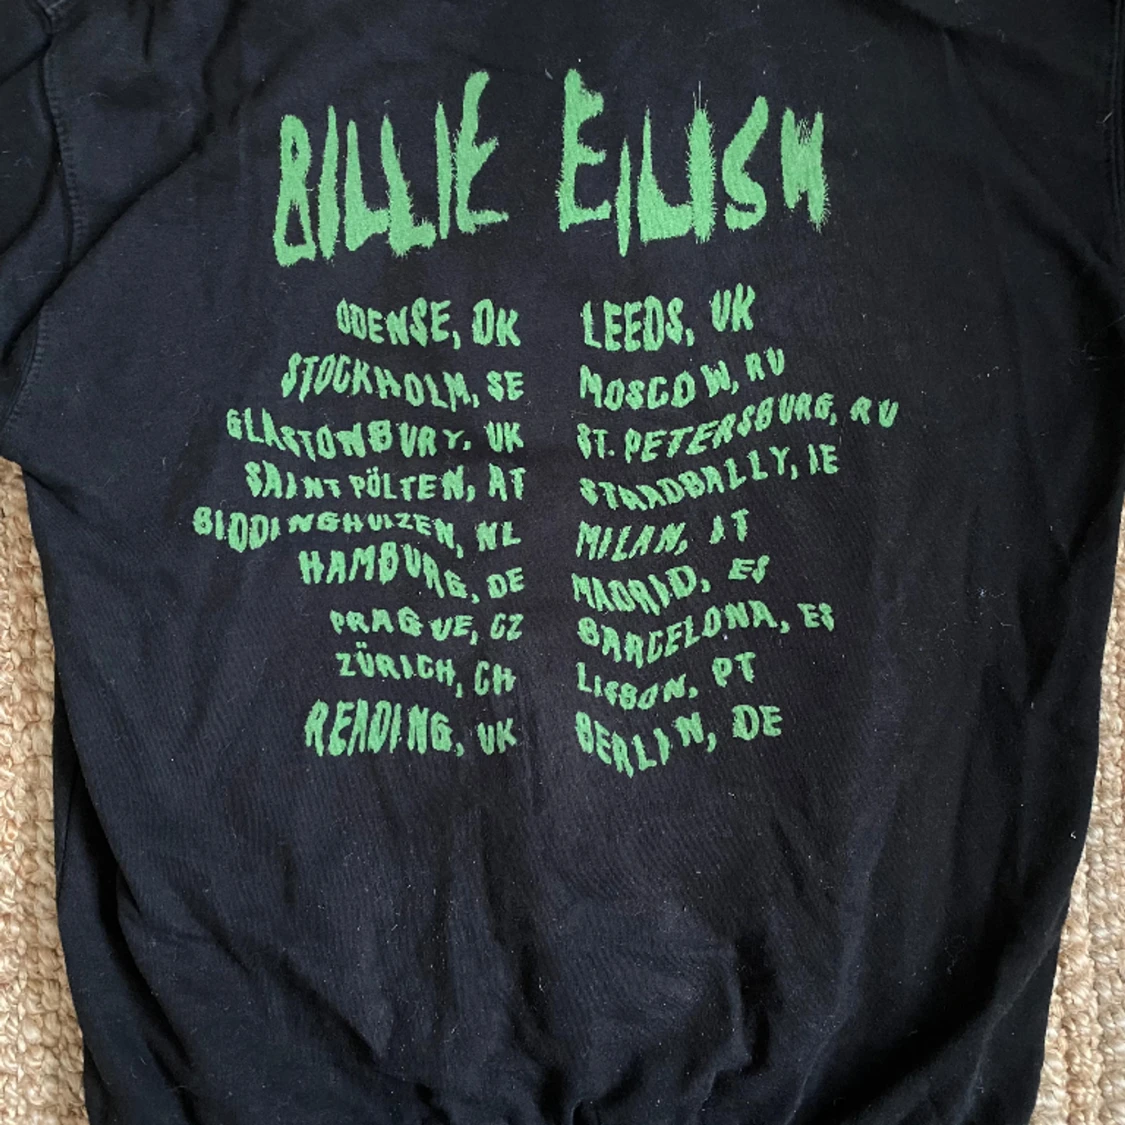 BILLIE EILISH
ODENSE, DK
STOCKHOLM, SE
GLASTONBURY, UK
SAINT PÖLTEN, AT
BIDDINGHUIZEN, NL
HAMBURG, DE
PRAGUE, CZ
ZÜRICH, CH
READING, UK
LEEDS, UK
MOSCOW, RU
ST. PETERSBURG, RU
STRADBALLY, IE
MILAN, IT
MADRID, ES
BARCELONA, ES
LISBON, PT
BERLIN, DE